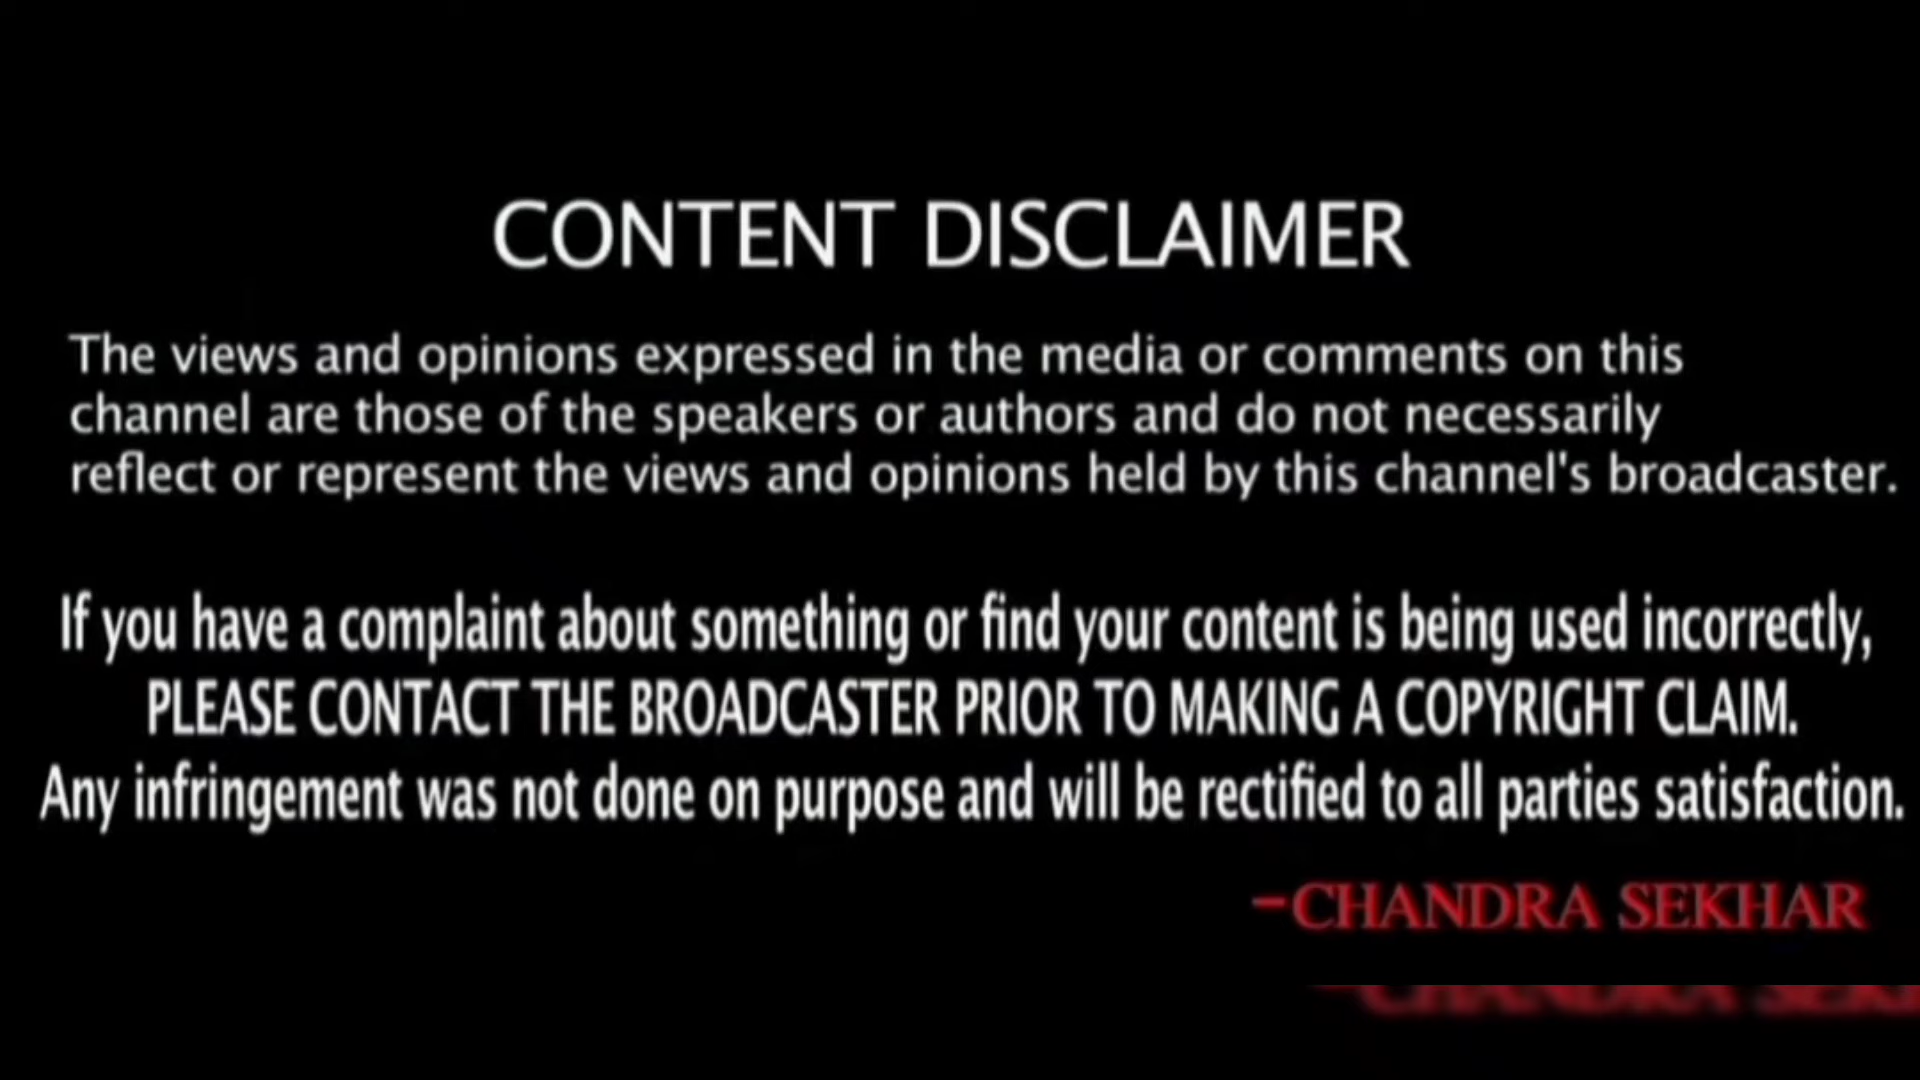 CONTENT DISCLAIMER
The views and opinions expressed in the media or comments on this
channel are those of the speakers or authors and do not necessarily
reflect or represent the views and opinions held by this channel's broadcaster.
If you have a complaint about something or find your content is being used incorrectly,
PLEASE CONTACT THE BROADCASTER PRIOR TO MAKING A COPYRIGHT CLAIM.
Any infringement was not done on purpose and will be rectified to all parties satisfaction.
-CHANDRA SEKHAR